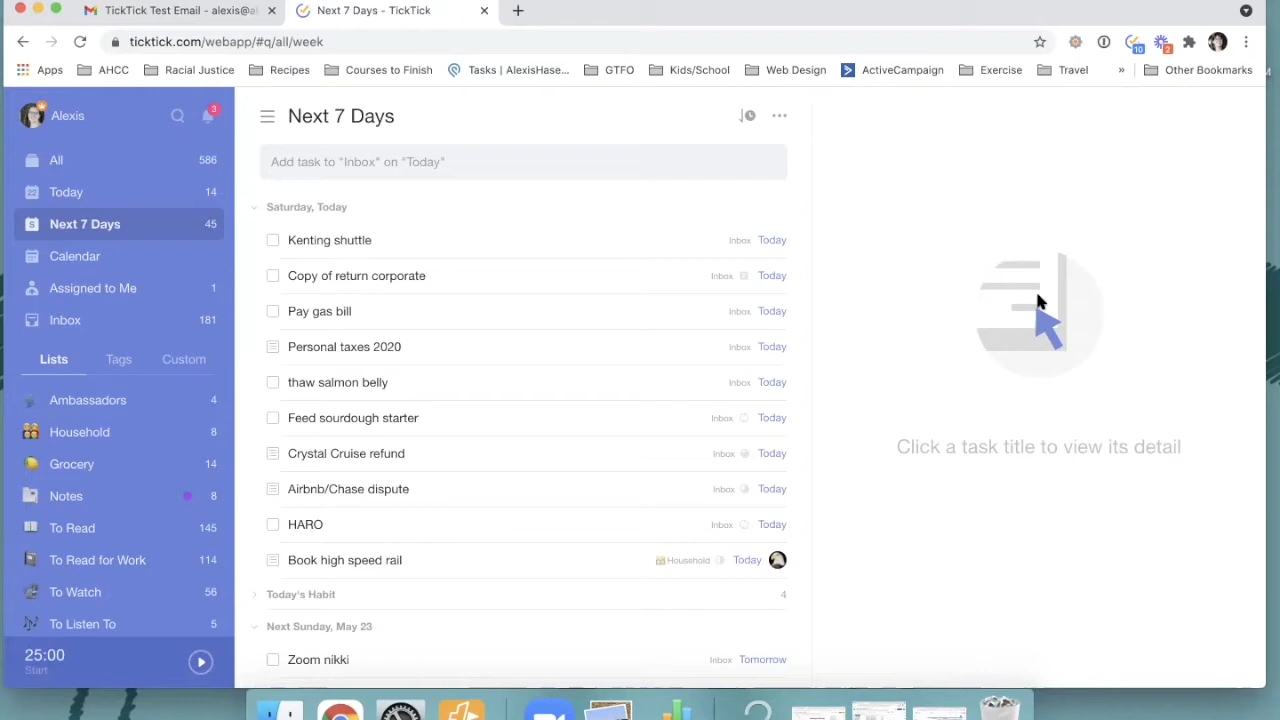 TickTick Test Email - alexis@al
Next 7 Days - TickTick
ticktick.com/webapp/#q/all/week
10
2
Apps
AHCC
Racial Justice
Recipes
Courses to Finish
Tasks | AlexisHase...
GTFO
Kids/School
Web Design
ActiveCampaign
Exercise
Travel
»
Other Bookmarks
Alexis
3
All 586
22 Today 14
S Next 7 Days 45
Calendar
Assigned to Me 1
Inbox 181
Lists
Tags
Custom
Ambassadors 4
Household 8
Grocery 14
Notes 8
To Read 145
To Read for Work 114
To Watch 56
To Listen To 5
25:00
Start
Next 7 Days
Add task to "Inbox" on "Today"
Saturday, Today
Kenting shuttle Inbox Today
Copy of return corporate Inbox Today
Pay gas bill Inbox Today
Personal taxes 2020 Inbox Today
thaw salmon belly Inbox Today
Feed sourdough starter Inbox Today
Crystal Cruise refund Inbox Today
Airbnb/Chase dispute Inbox Today
HARO Inbox Today
Book high speed rail Household Today
Today's Habit 4
Next Sunday, May 23
Zoom nikki Inbox Tomorrow
Click a task title to view its detail